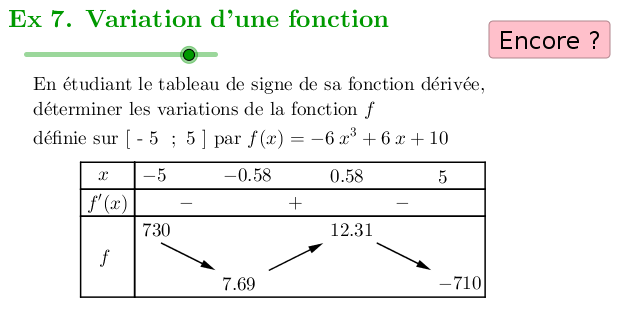 Ex 7. Variation d'une fonction
Encore ?
En étudiant le tableau de signe de sa fonction dérivée,
déterminer les variations de la fonction f
définie sur [ - 5 ; 5 ] par f(x) = −6 x³ + 6 x + 10
x −5 −0.58 0.58 5
f′(x) − + −
730 12.31
f
7.69 −710